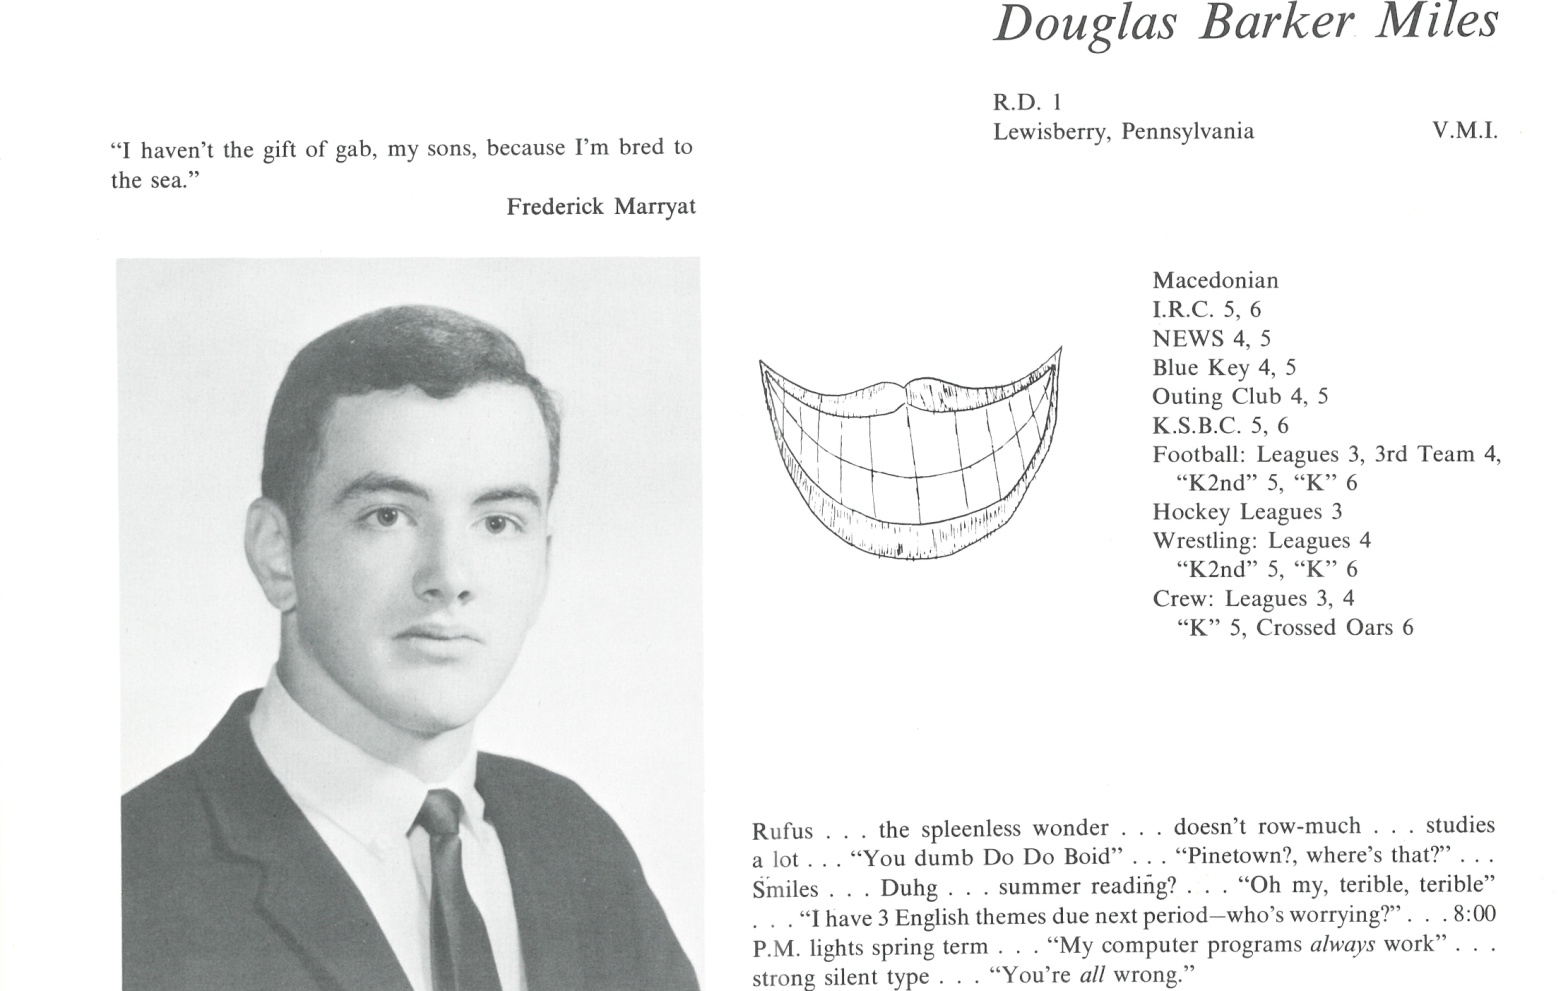 Douglas Barker Miles
R.D. 1
Lewisberry, Pennsylvania V.M.I.
“I haven’t the gift of gab, my sons, because I’m bred to
the sea.”
Frederick Marryat
Macedonian
I.R.C. 5, 6
NEWS 4, 5
Blue Key 4, 5
Outing Club 4, 5
K.S.B.C. 5, 6
Football: Leagues 3, 3rd Team 4,
“K2nd” 5, “K” 6
Hockey Leagues 3
Wrestling: Leagues 4
“K2nd” 5, “K” 6
Crew: Leagues 3, 4
“K” 5, Crossed Oars 6
Rufus . . . the spleenless wonder . . . doesn’t row-much . . . studies
a lot . . . “You dumb Do Do Boid” . . . “Pinetown?, where’s that?” . . .
Smiles . . . Duhg . . . summer reading? . . . “Oh my, terible, terible”
. . . “I have 3 English themes due next period—who’s worrying?” . . . 8:00
P.M. lights spring term . . . “My computer programs always work” . . .
strong silent type . . . “You’re all wrong.”